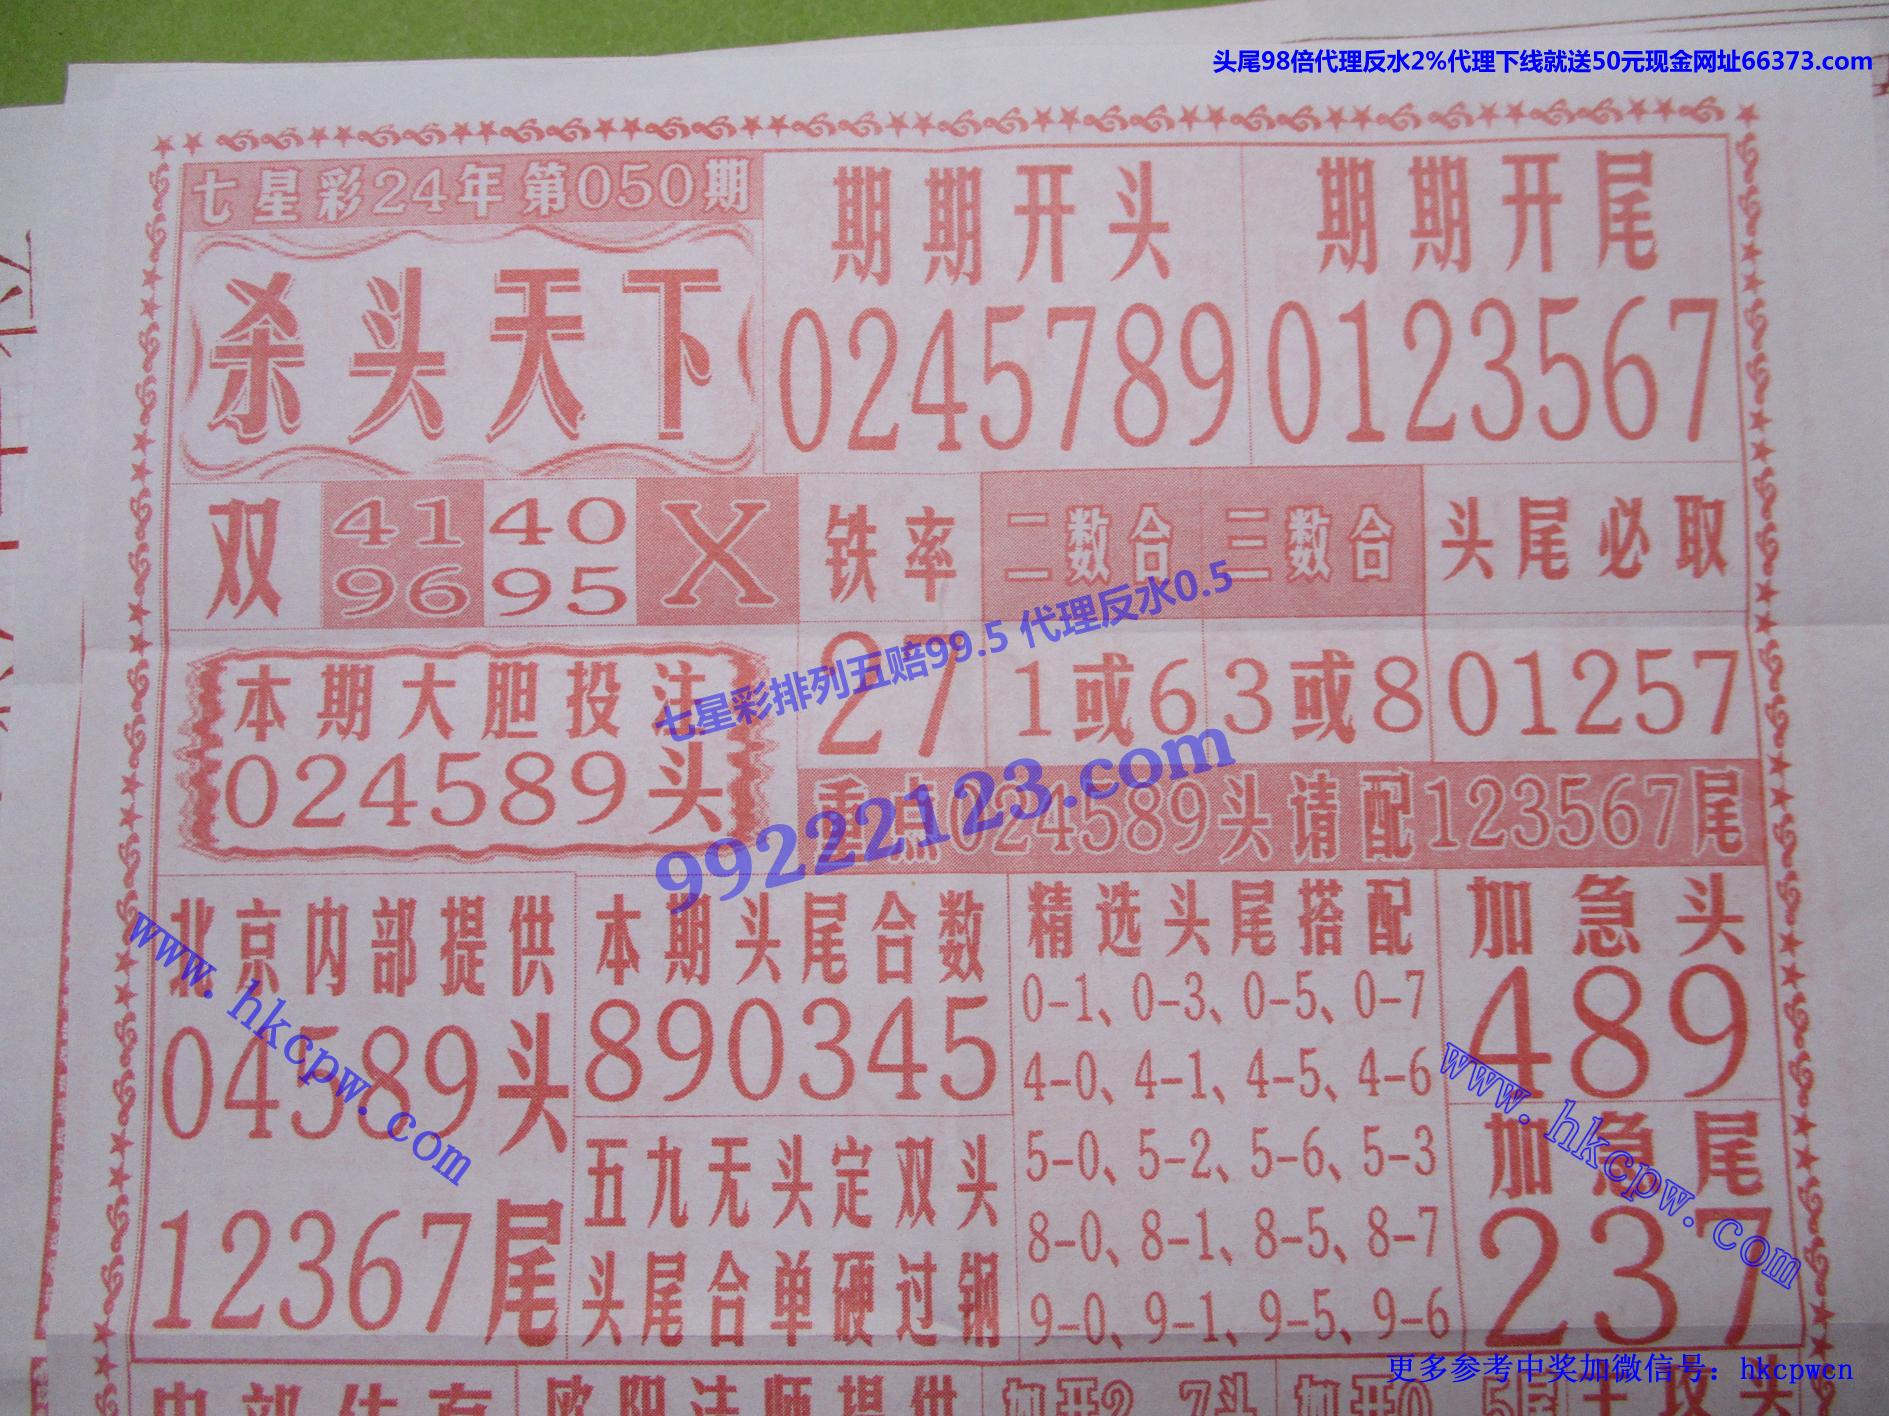 头尾98倍代理反水2%代理下线就送50元现金网址66373.com
七星彩24年第050期
杀头天下
期期开头
0245789
期期开尾
0123567
双
41 40
96 95
X
铁率
27
二数合
1或6
三数合
3或8
头尾必取
01257
本期大胆投注
024589头
重点024589头请配123567尾
七星彩排列五赔99.5 代理反水0.5
99222123.com
北京内部提供
04589头
12367尾
本期头尾合数
890345
五九无头定双头
头尾合单硬过钢
精选头尾搭配
0-1、0-3、0-5、0-7
4-0、4-1、4-5、4-6
5-0、5-2、5-6、5-3
8-0、8-1、8-5、8-7
9-0、9-1、9-5、9-6
加急头
489
加急尾
237
www.hkcpw.com
www.hkcpw.com
更多参考中奖加微信号：hkcpwcn